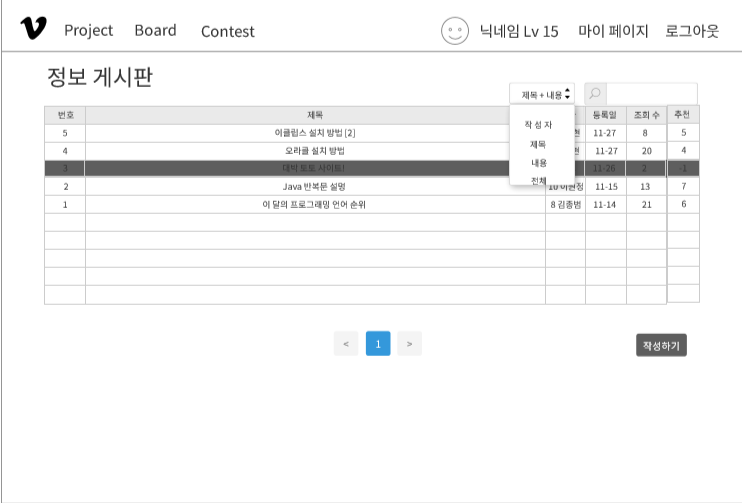 Project Board Contest 닉네임 Lv 15 마이 페이지 로그아웃
정보 게시판
제목 + 내용
번호 제목 등록일 조회 수 추천
작 성 자
제목
내용
전체
5 이클립스 설치 방법 [2] 현 11-27 8 5
4 오라클 설치 방법 현 11-27 20 4
3 대박 토토 사이트! 11-26 2 -1
2 Java 반복문 설명 10 이현정 11-15 13 7
1 이 달의 프로그래밍 언어 순위 8 김종범 11-14 21 6
< 1 >
작성하기